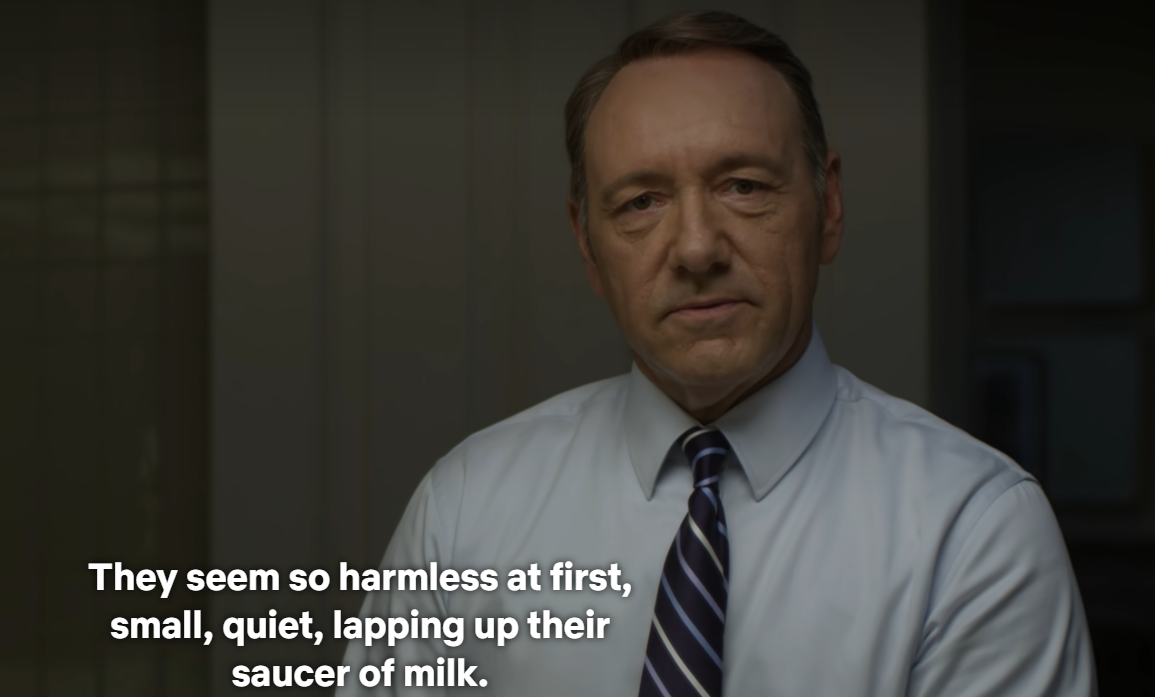 They seem so harmless at first,
small, quiet, lapping up their
saucer of milk.